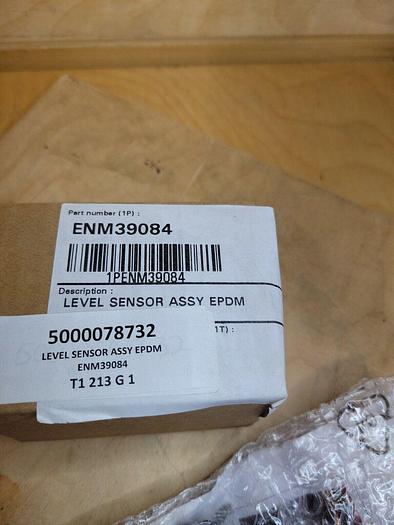 Part number (1P) :
ENM39084
1PENM39084
Description :
LEVEL SENSOR ASSY EPDM
1T) :
5000078732
LEVEL SENSOR ASSY EPDM
ENM39084
T1 213 G 1